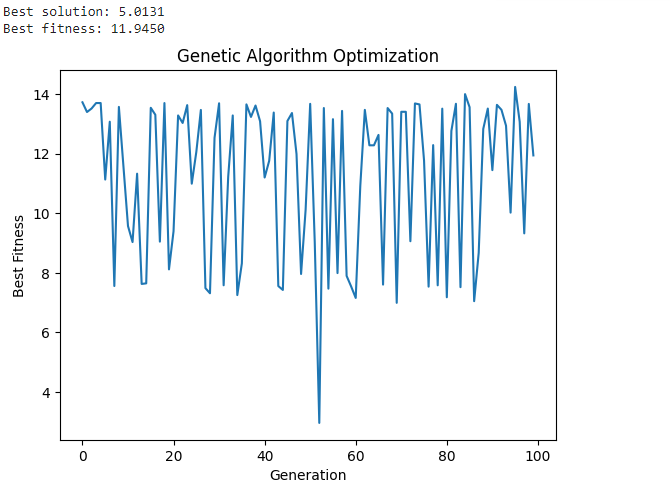 Best solution: 5.0131
Best fitness: 11.9450
Genetic Algorithm Optimization
14
12
10
8
6
4
Best Fitness
0 20 40 60 80 100
Generation